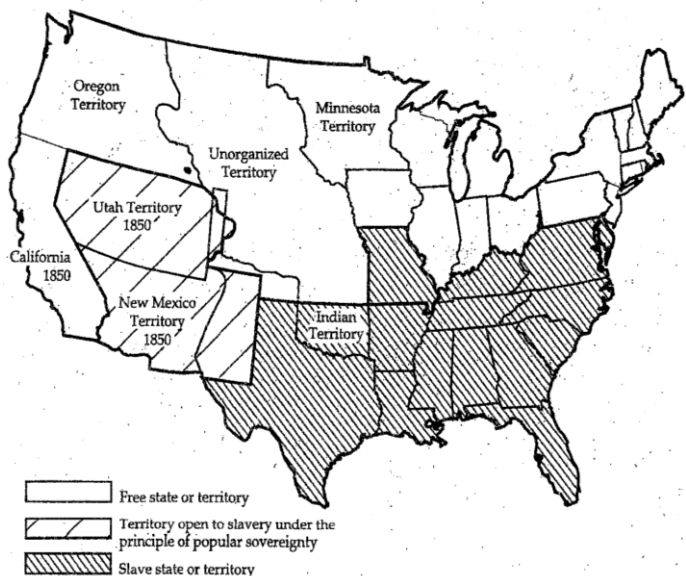 Oregon
Territory
Minnesota
Territory
Unorganized
Territory
Utah Territory
1850
California
1850
New Mexico
Territory
1850
Indian
Territory
Free state or territory
Territory open to slavery under the
principle of popular sovereignty
Slave state or territory